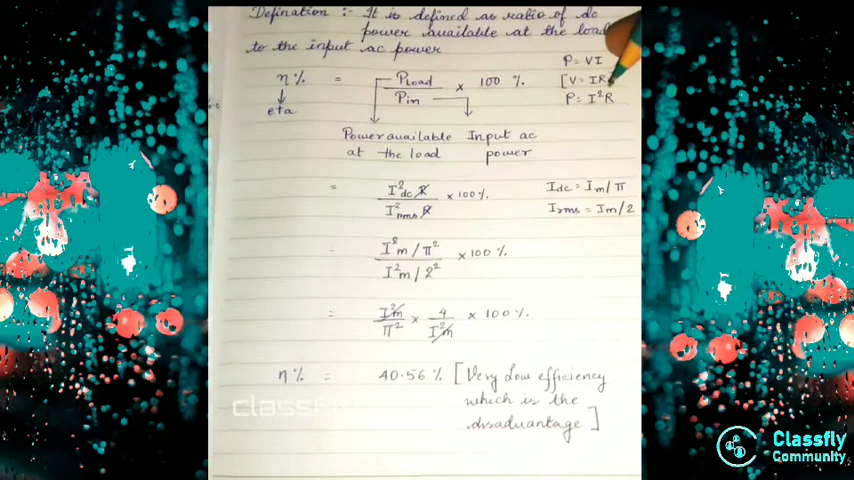 Defination :- It is defined as ratio of dc
power available at the load
to the input ac power
P = VI
[V = IR
P = I²R
η% = PLoad / Pin × 100 %.
eta
Power available Input ac
at the load power
= I²dc R / I²rms R × 100%.
Idc = Im/π
Irms = Im/2
= I²m/π² / I²m/2² × 100 %
= I²m / π² × 4 / I²m × 100 %.
η% = 40.56 % [Very Low efficiency
which is the
disaduantage]
classfly
Classfly
Community